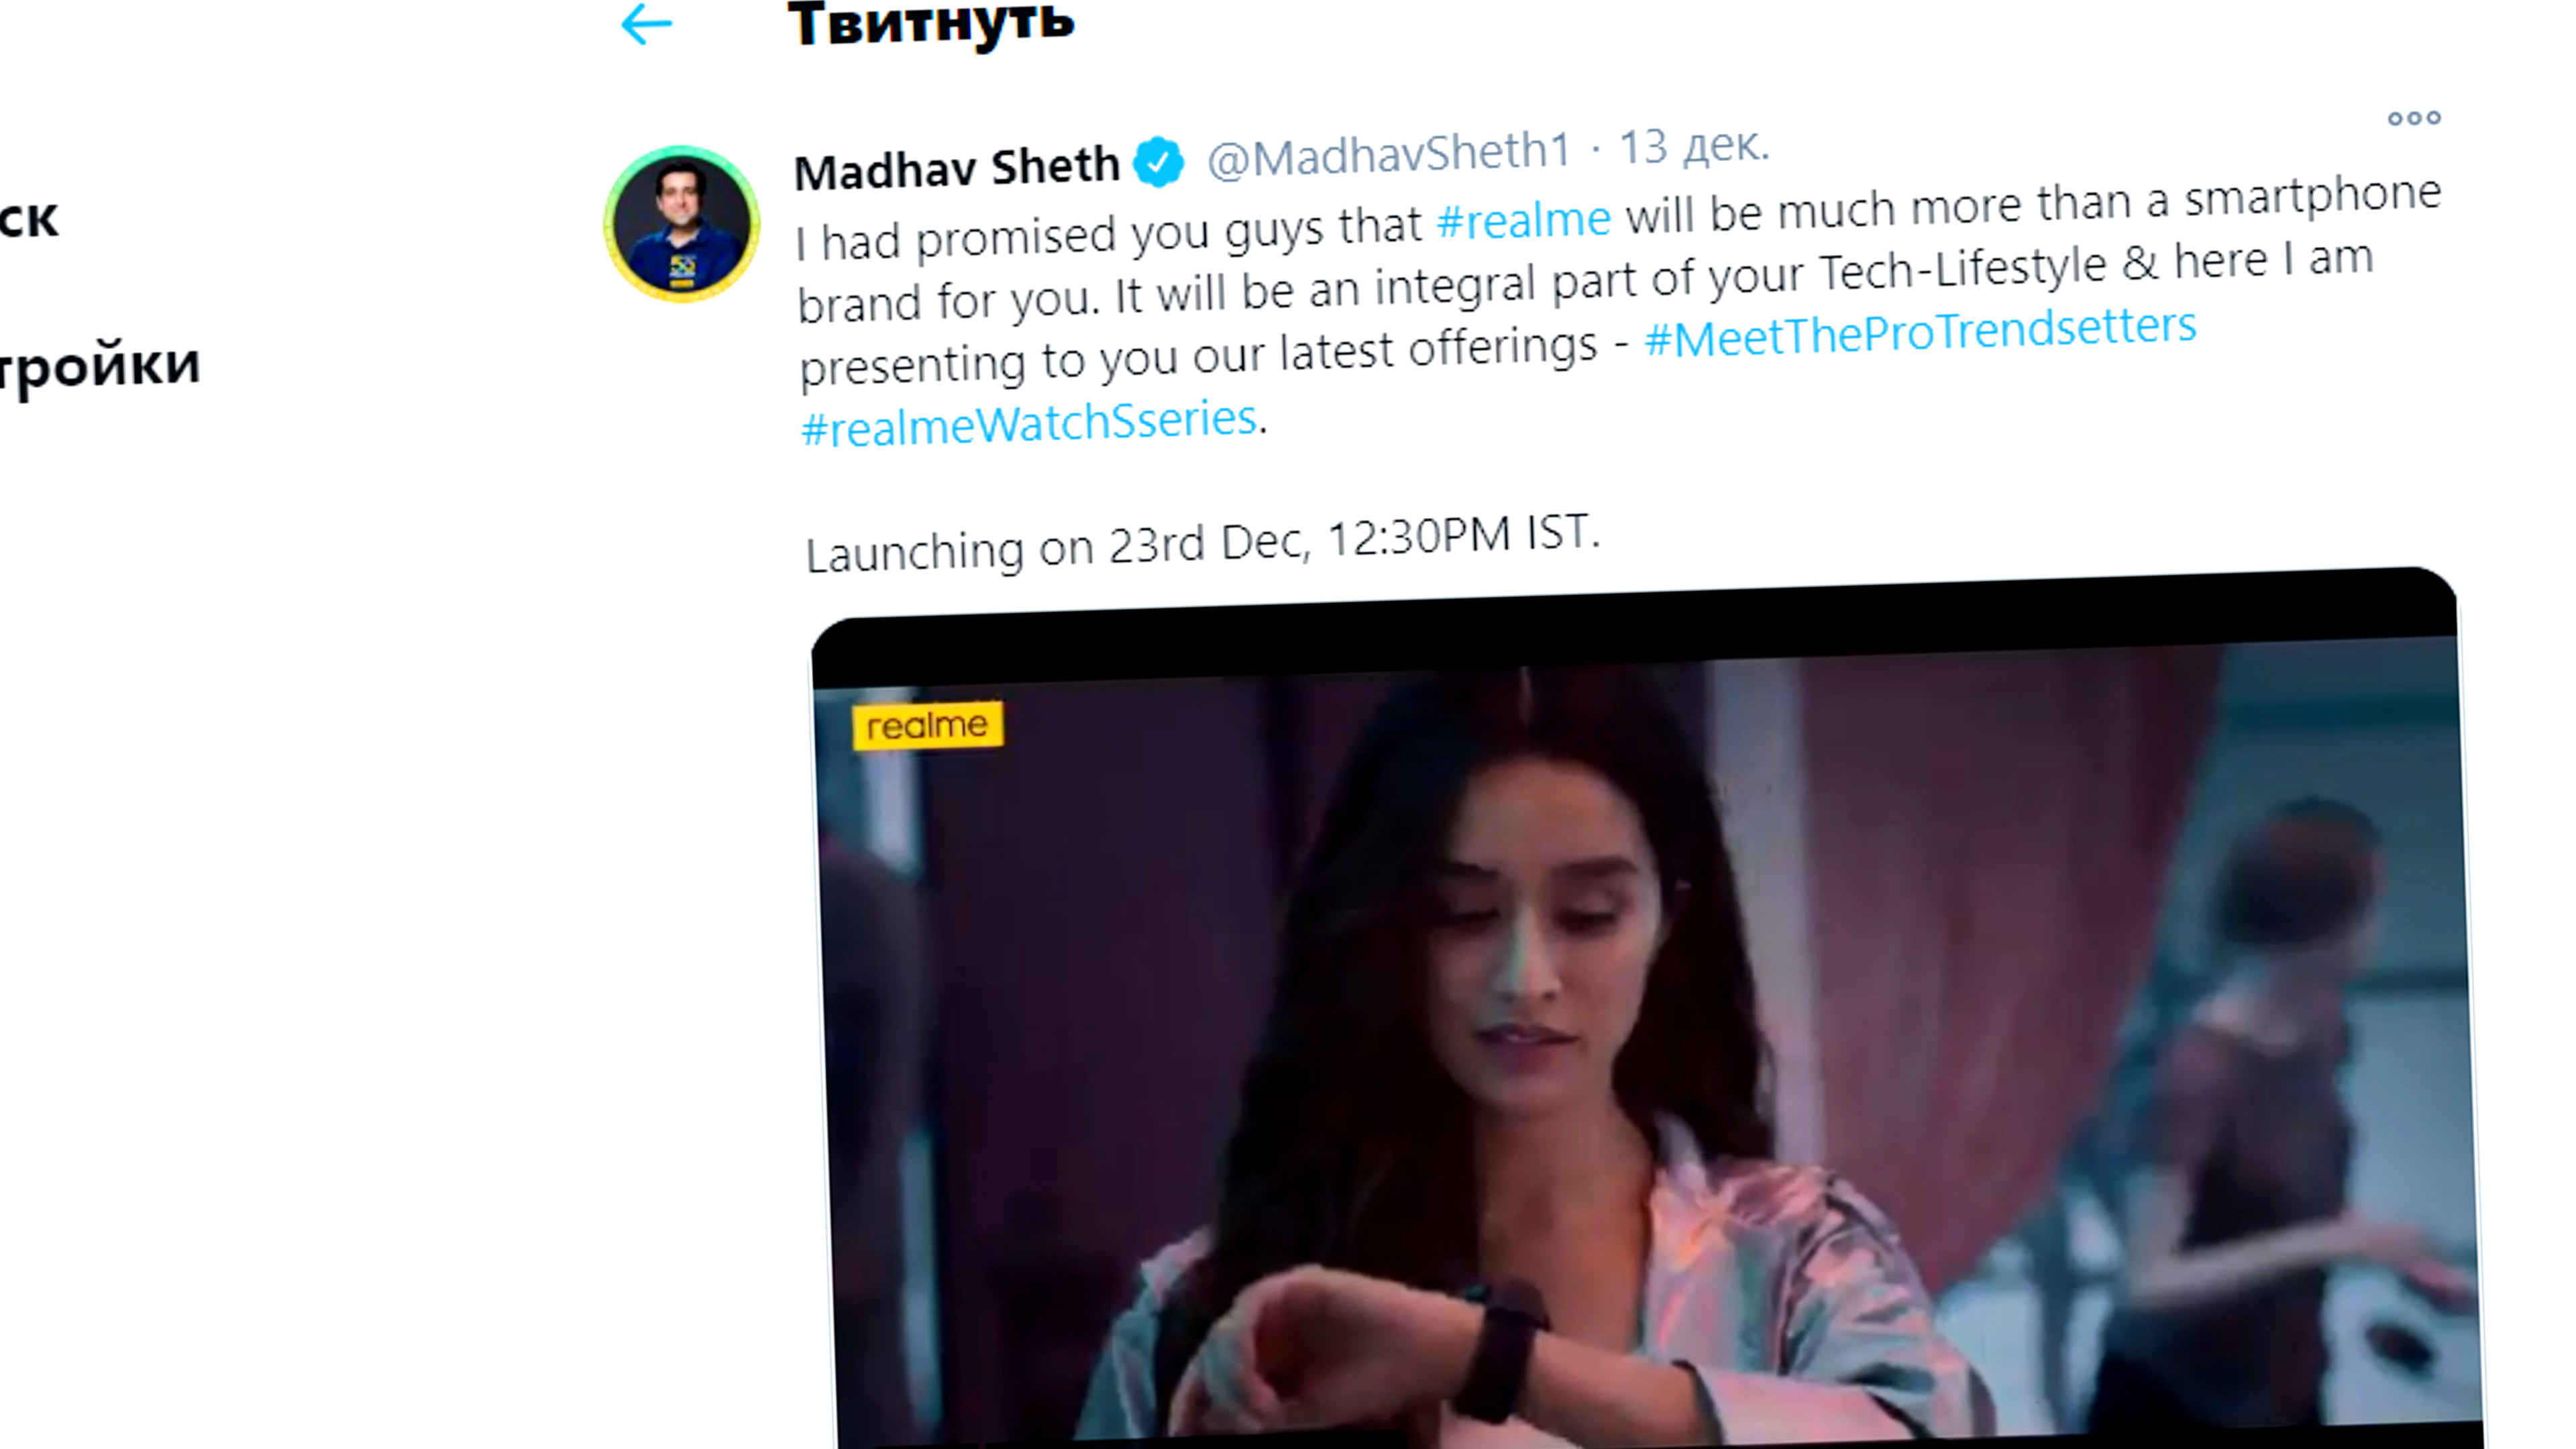 Твитнуть
ск
тройки
Madhav Sheth @MadhavSheth1 · 13 дек.
I had promised you guys that #realme will be much more than a smartphone
brand for you. It will be an integral part of your Tech-Lifestyle & here I am
presenting to you our latest offerings - #MeetTheProTrendsetters
#realmeWatchSseries.
Launching on 23rd Dec, 12:30PM IST.
realme